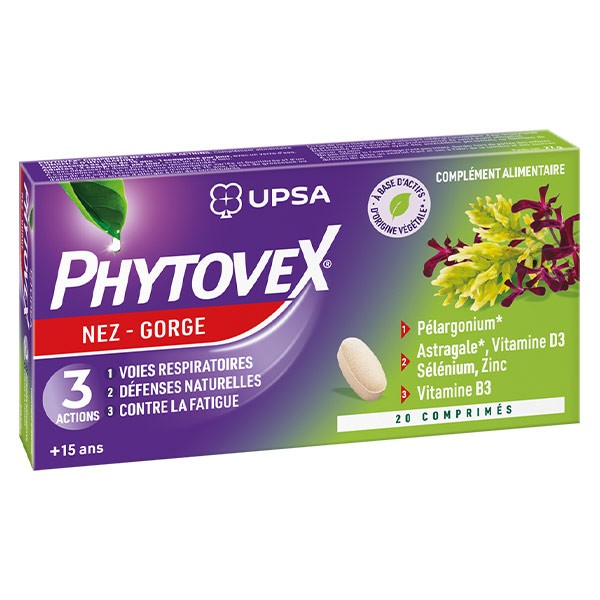 UPSA
PHYTOVEX®
NEZ - GORGE
3
ACTIONS
1 VOIES RESPIRATOIRES
2 DÉFENSES NATURELLES
3 CONTRE LA FATIGUE
+15 ans
À BASE D'ACTIFS
D'ORIGINE VÉGÉTALE*
COMPLÉMENT ALIMENTAIRE
1 Pélargonium*
2 Astragale*, Vitamine D3
Sélénium, Zinc
3 Vitamine B3
20 COMPRIMÉS